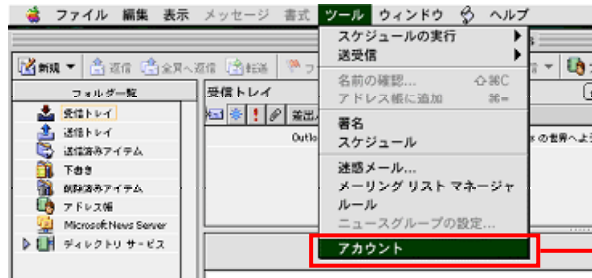 ファイル 編集 表示 メッセージ 書式 ツール ウィンドウ ヘルプ
スケジュールの実行
送受信
名前の確認... ⇧⌘C
アドレス帳に追加 ⌘=
署名
スケジュール
迷惑メール...
メーリング リスト マネージャ
ルール
ニュースグループの設定...
アカウント
新規 返信 全員へ返信 転送
フォルダ一覧
受信トレイ
送信トレイ
送信済みアイテム
下書き
削除済みアイテム
アドレス帳
Microsoft News Server
ディレクトリ サービス
受信トレイ
差出人
Outlo
の世界へよう